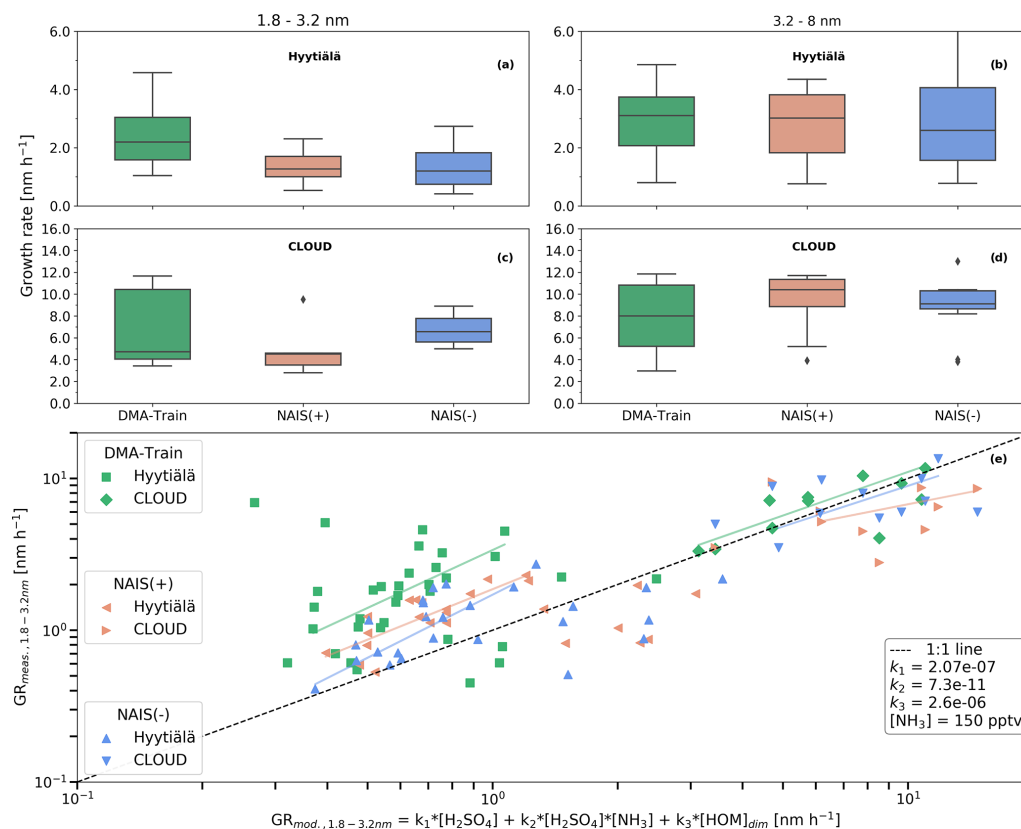 1.8 - 3.2 nm
3.2 - 8 nm
Growth rate [nm h⁻¹]
6.0
4.0
2.0
0.0
Hyytiälä
(a)
6.0
4.0
2.0
0.0
Hyytiälä
(b)
16.0
14.0
12.0
10.0
8.0
6.0
4.0
2.0
0.0
CLOUD
(c)
DMA-Train NAIS(+) NAIS(-)
16.0
14.0
12.0
10.0
8.0
6.0
4.0
2.0
0.0
CLOUD
(d)
DMA-Train NAIS(+) NAIS(-)
GR_{meas., 1.8−3.2nm} [nm h⁻¹]
10¹
10⁰
10⁻¹
(e)
DMA-Train
Hyytiälä
CLOUD
NAIS(+)
Hyytiälä
CLOUD
NAIS(-)
Hyytiälä
CLOUD
---- 1:1 line
k₁ = 2.07e-07
k₂ = 7.3e-11
k₃ = 2.6e-06
[NH₃] = 150 pptv
10⁻¹ 10⁰ 10¹
GR_{mod., 1.8−3.2nm} = k₁*[H₂SO₄] + k₂*[H₂SO₄]*[NH₃] + k₃*[HOM]_{dim} [nm h⁻¹]